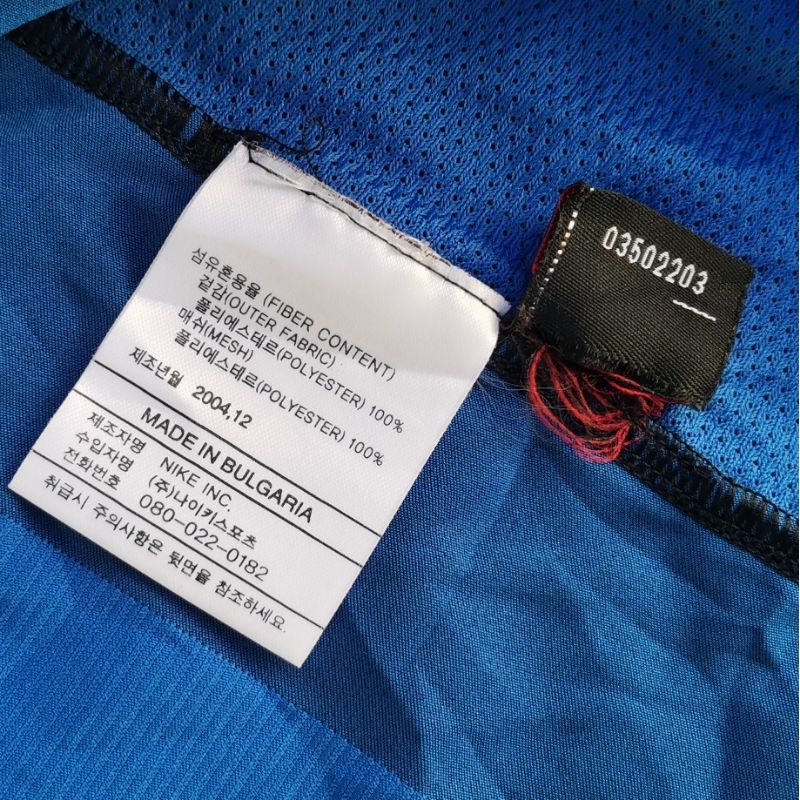 섬유혼용율 (FIBER CONTENT)
겉감(OUTER FABRIC)
폴리에스테르(POLYESTER) 100%
매쉬(MESH)
폴리에스테르(POLYESTER) 100%
제조년월 2004,12
MADE IN BULGARIA
제조자명 NIKE INC.
수입자명 (주)나이키스포츠
전화번호 080-022-0182
취급시 주의사항은 뒷면을 참조하세요.
03502203